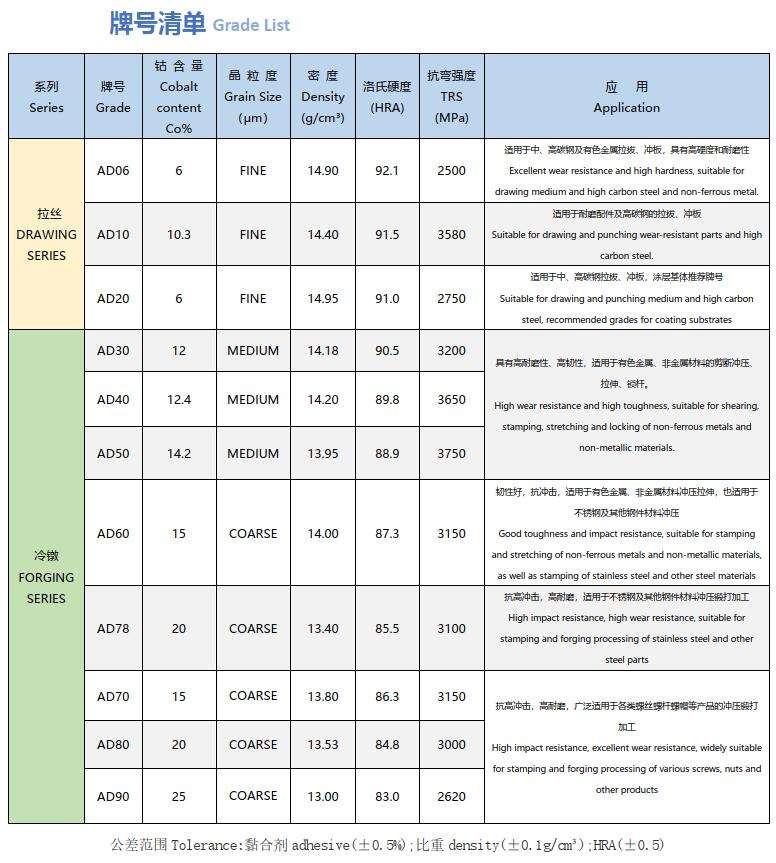 牌号清单 Grade List
系列 Series
牌号 Grade
钴 含 量 Cobalt content Co%
晶 粒 度 Grain Size (μm)
密 度 Density (g/cm³)
洛氏硬度 (HRA)
抗弯强度 TRS (MPa)
应 用 Application
拉丝
DRAWING
SERIES
AD06 6 FINE 14.90 92.1 2500
适用于中、高碳钢及有色金属拉拔、冲板，具有高硬度和耐磨性
Excellent wear resistance and high hardness, suitable for
drawing medium and high carbon steel and non-ferrous metal.
AD10 10.3 FINE 14.40 91.5 3580
适用于耐磨配件及高碳钢的拉拔、冲板
Suitable for drawing and punching wear-resistant parts and high
carbon steel.
AD20 6 FINE 14.95 91.0 2750
适用于中、高碳钢拉拔、冲板，涂层基体推荐牌号
Suitable for drawing and punching medium and high carbon
steel, recommended grades for coating substrates
冷镦
FORGING
SERIES
AD30 12 MEDIUM 14.18 90.5 3200
AD40 12.4 MEDIUM 14.20 89.8 3650
AD50 14.2 MEDIUM 13.95 88.9 3750
具有高耐磨性、高韧性，适用于有色金属、非金属材料的剪断冲压、
拉伸、锁杆。
High wear resistance and high toughness, suitable for shearing,
stamping, stretching and locking of non-ferrous metals and
non-metallic materials.
AD60 15 COARSE 14.00 87.3 3150
韧性好，抗冲击，适用于有色金属、非金属材料冲压拉伸，也适用于
不锈钢及其他钢件材料冲压
Good toughness and impact resistance, suitable for stamping
and stretching of non-ferrous metals and non-metallic materials,
as well as stamping of stainless steel and other steel materials
AD78 20 COARSE 13.40 85.5 3100
抗高冲击，高耐磨，适用于不锈钢及其他钢件材料冲压锻打加工
High impact resistance, high wear resistance, suitable for
stamping and forging processing of stainless steel and other
steel parts
AD70 15 COARSE 13.80 86.3 3150
AD80 20 COARSE 13.53 84.8 3000
AD90 25 COARSE 13.00 83.0 2620
抗高冲击，高耐磨，广泛适用于各类螺丝螺杆螺帽等产品的冲压锻打
加工
High impact resistance, excellent wear resistance, widely suitable
for stamping and forging processing of various screws, nuts and
other products
公差范围Tolerance:黏合剂adhesive(±0.5%);比重density(±0.1g/cm³);HRA(±0.5)